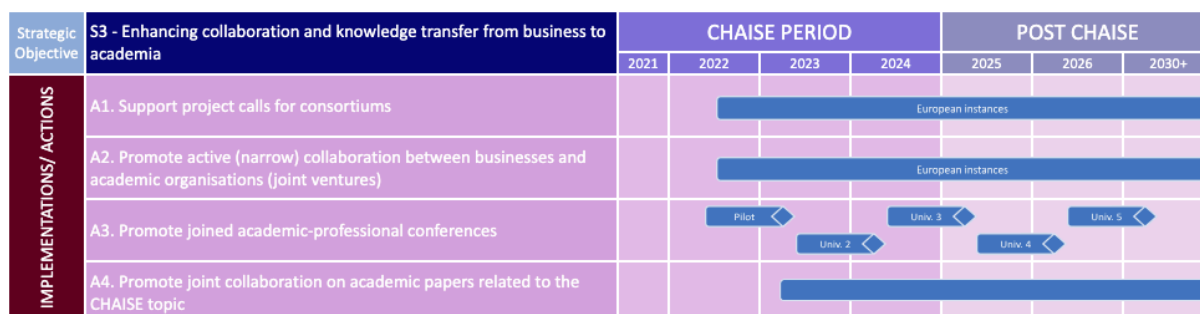 Strategic
Objective
S3 - Enhancing collaboration and knowledge transfer from business to
academia
CHAISE PERIOD
POST CHAISE
2021
2022
2023
2024
2025
2026
2030+
IMPLEMENTATIONS/ ACTIONS
A1. Support project calls for consortiums
European instances
A2. Promote active (narrow) collaboration between businesses and
academic organisations (joint ventures)
European instances
A3. Promote joined academic-professional conferences
Pilot
Univ. 2
Univ. 3
Univ. 4
Univ. 5
A4. Promote joint collaboration on academic papers related to the
CHAISE topic